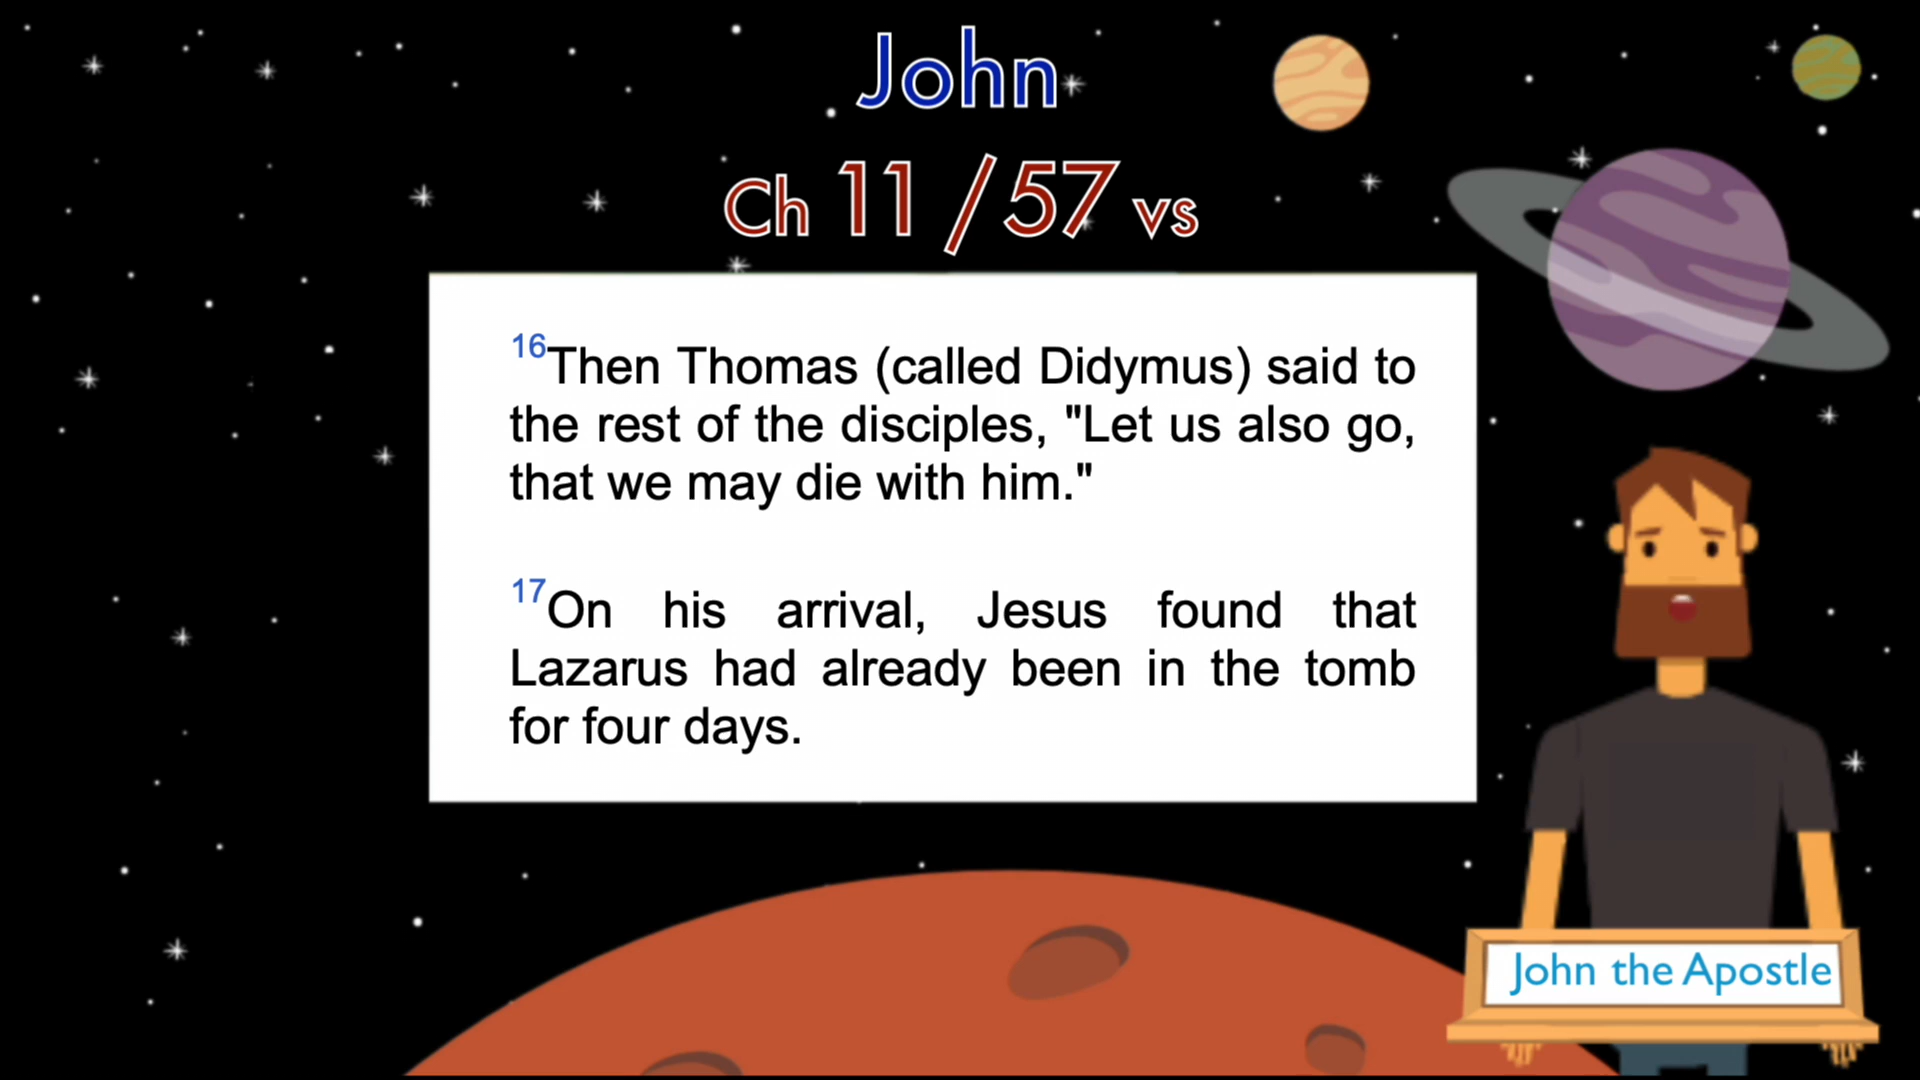 John
Ch 11 / 57 vs
16Then Thomas (called Didymus) said to
the rest of the disciples, "Let us also go,
that we may die with him."
17On his arrival, Jesus found that
Lazarus had already been in the tomb
for four days.
John the Apostle